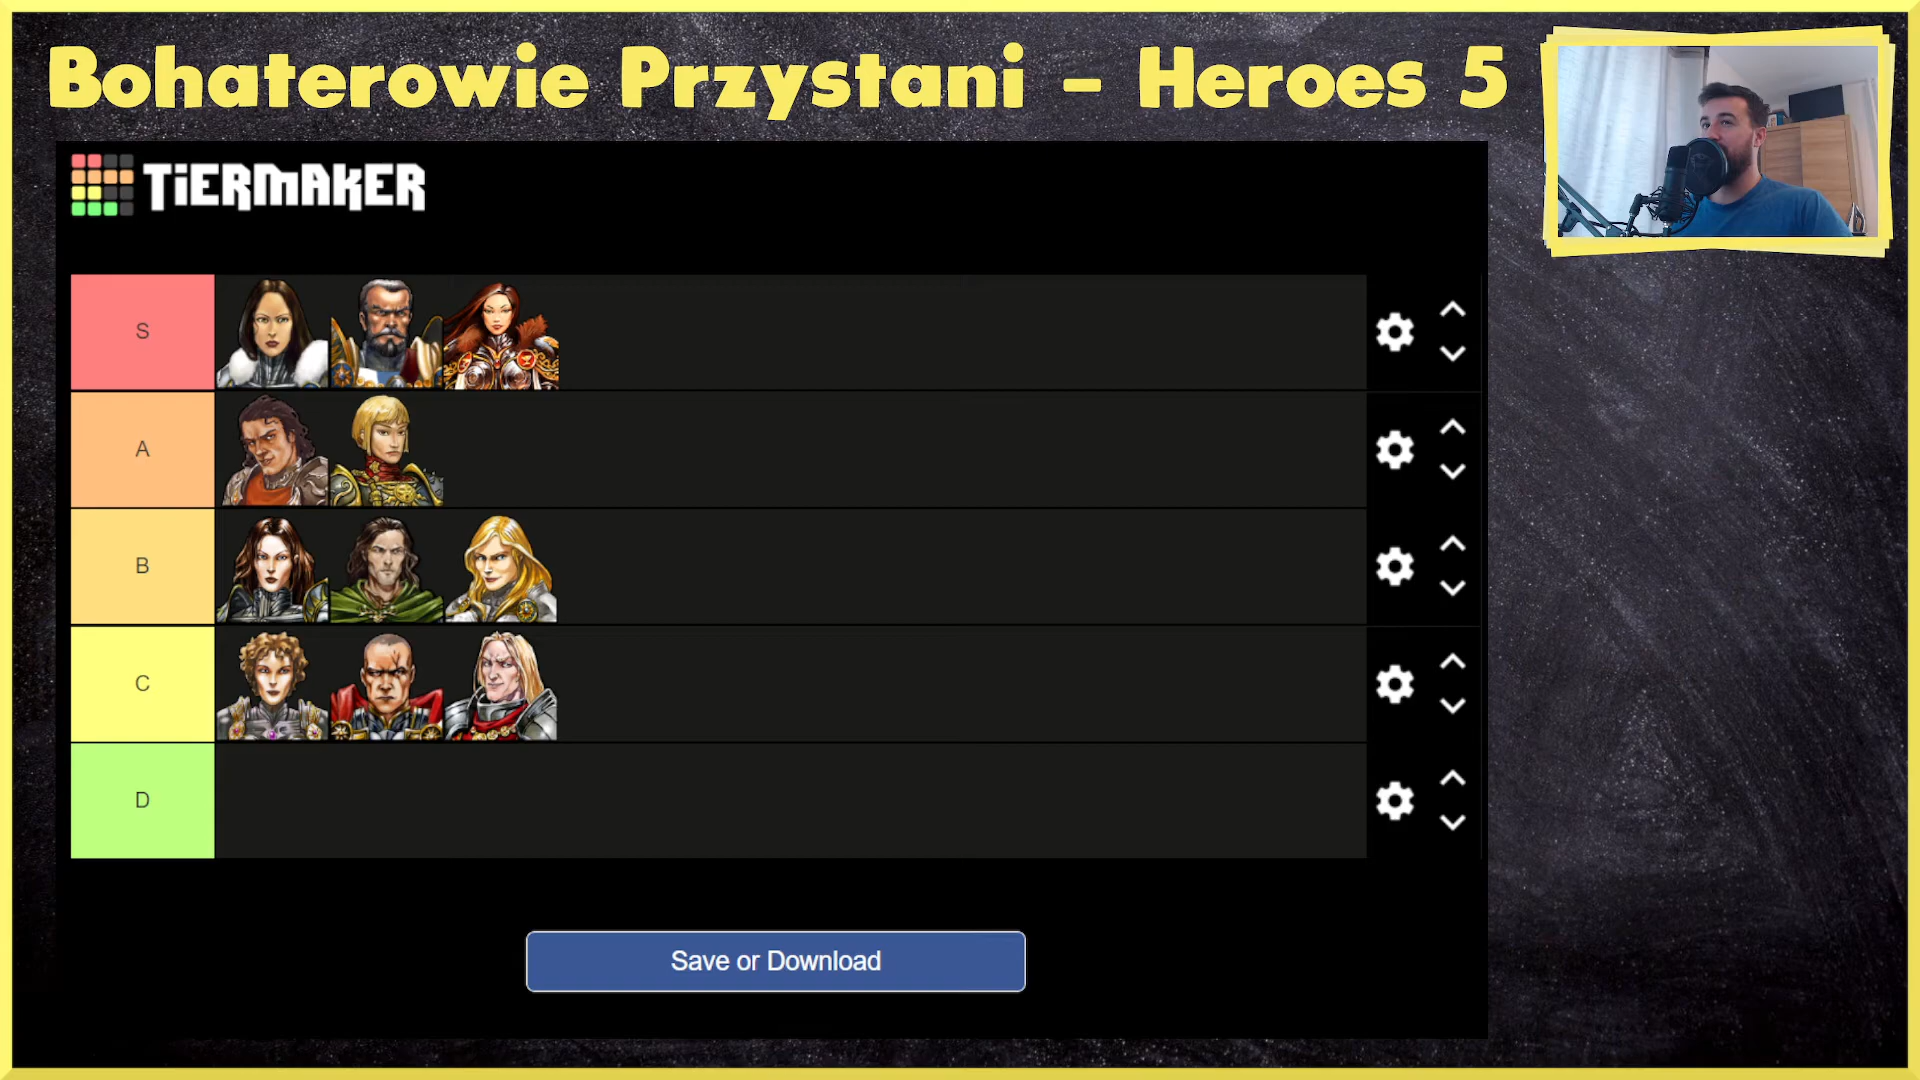 Bohaterowie Przystani - Heroes 5
TIERMAKER
S
A
B
C
D
Save or Download